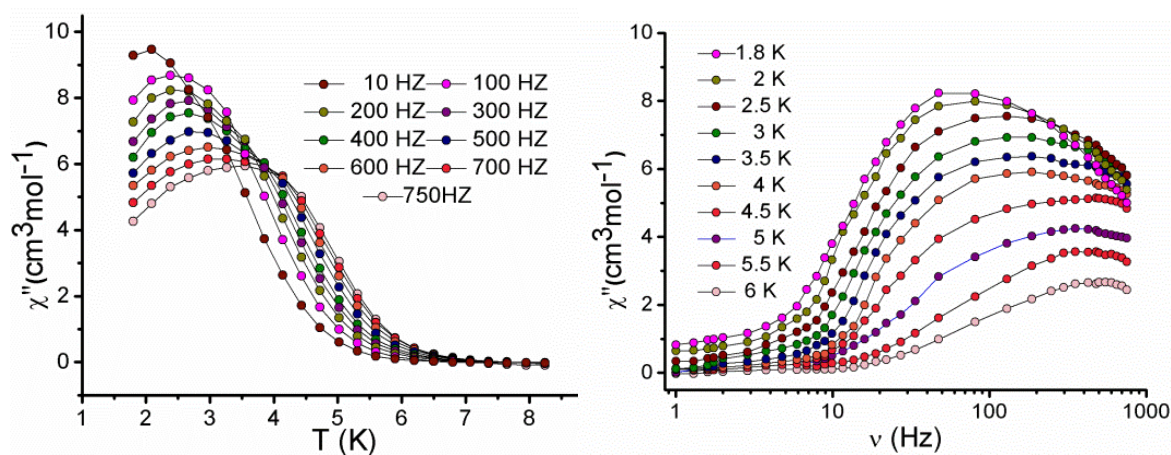 χ''(cm³mol⁻¹)
10
8
6
4
2
0
10 HZ 100 HZ
200 HZ 300 HZ
400 HZ 500 HZ
600 HZ 700 HZ
750HZ
1 2 3 4 5 6 7 8
T (K)
χ''(cm³mol⁻¹)
10
8
6
4
2
0
1.8 K
2 K
2.5 K
3 K
3.5 K
4 K
4.5 K
5 K
5.5 K
6 K
1 10 100 1000
ν (Hz)